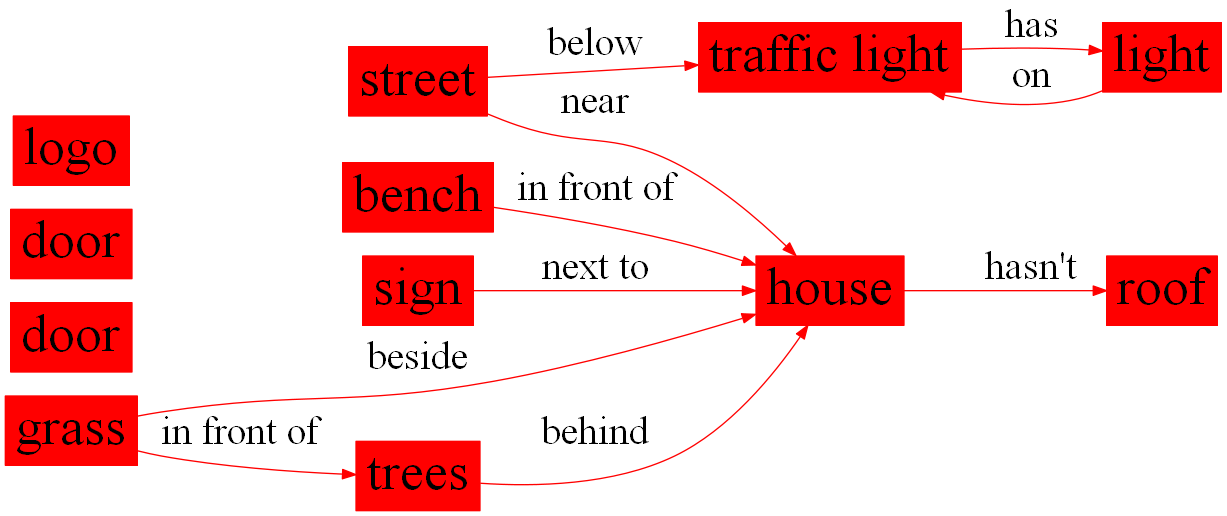 has
below
traffic light
light
street
on
near
logo
in front of
bench
door
next to
hasn't
sign
house
roof
door
beside
grass
in front of
behind
trees